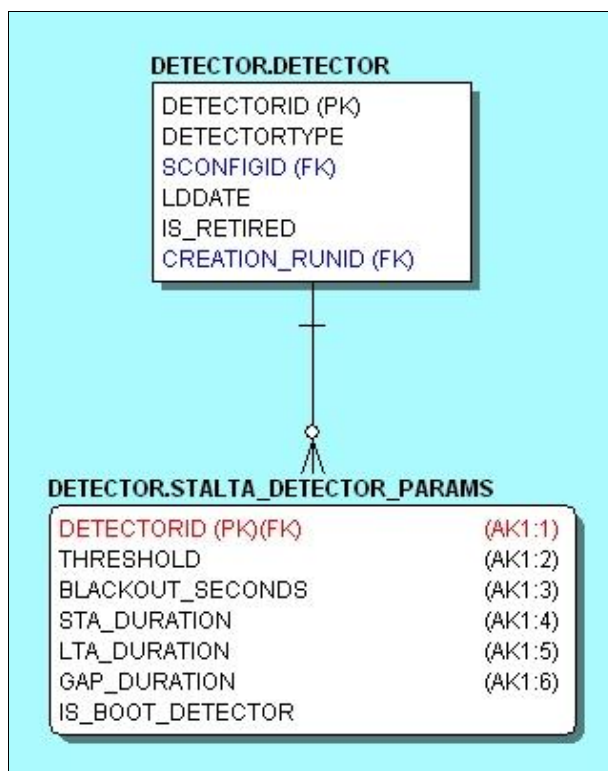 DETECTOR.DETECTOR
DETECTORID (PK)
DETECTORTYPE
SCONFIGID (FK)
LDDATE
IS_RETIRED
CREATION_RUNID (FK)
DETECTOR.STALTA_DETECTOR_PARAMS
DETECTORID (PK)(FK) (AK1:1)
THRESHOLD (AK1:2)
BLACKOUT_SECONDS (AK1:3)
STA_DURATION (AK1:4)
LTA_DURATION (AK1:5)
GAP_DURATION (AK1:6)
IS_BOOT_DETECTOR